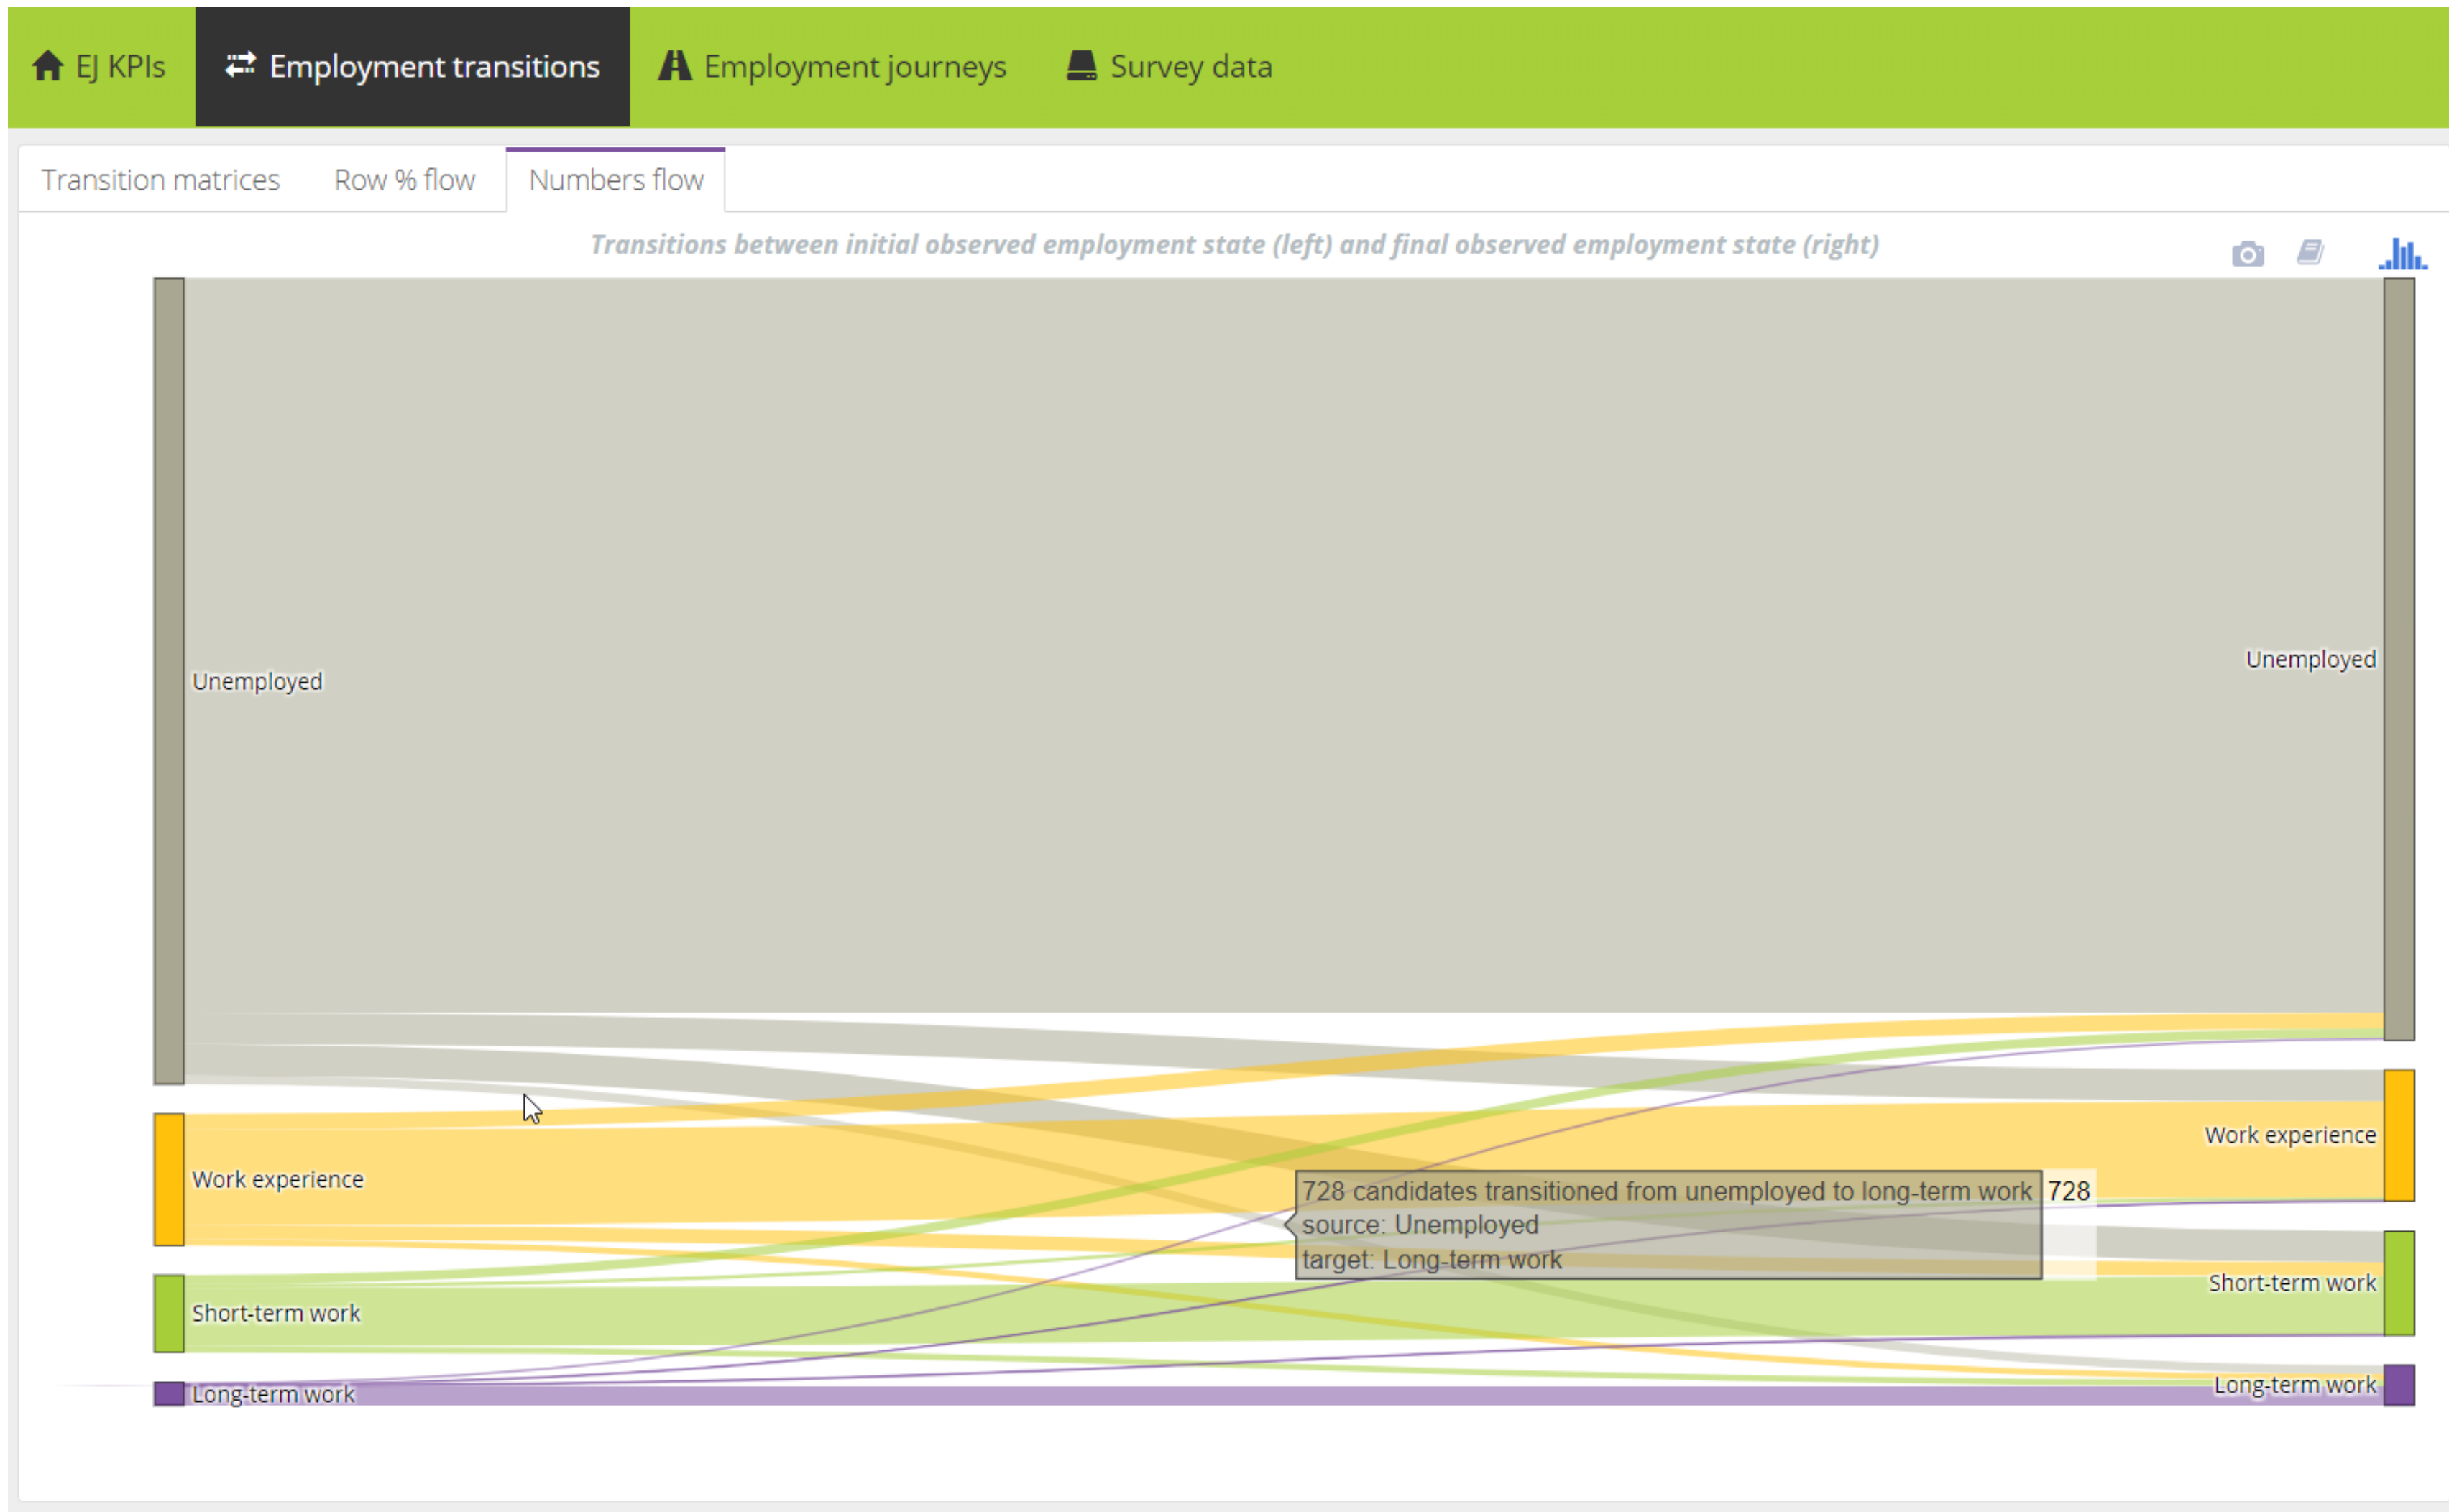 EJ KPIs
Employment transitions
Employment journeys
Survey data
Transition matrices
Row % flow
Numbers flow
Transitions between initial observed employment state (left) and final observed employment state (right)
Unemployed
Unemployed
Work experience
Work experience
728 candidates transitioned from unemployed to long-term work 728
source: Unemployed
target: Long-term work
Short-term work
Short-term work
Long-term work
Long-term work